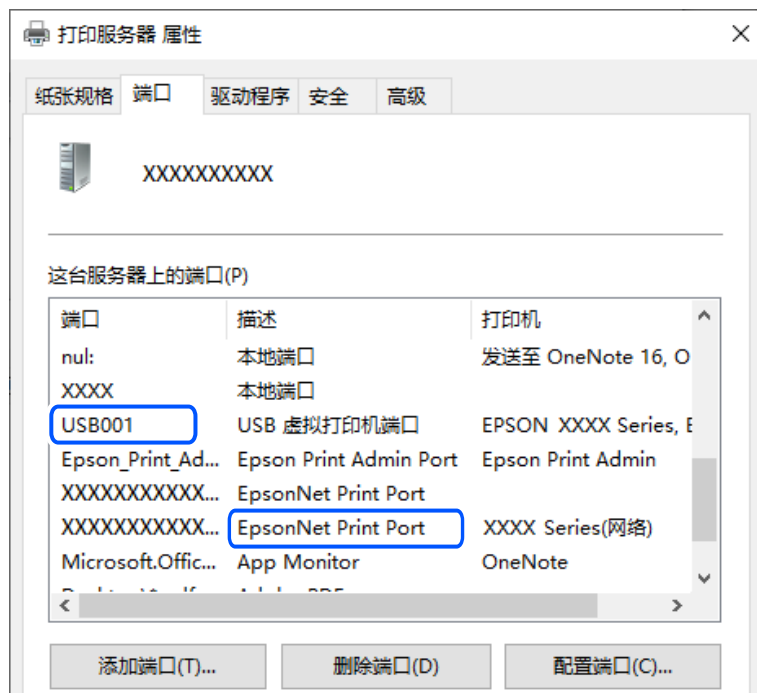 打印服务器 属性
纸张规格 端口 驱动程序 安全 高级
XXXXXXXXXX
这台服务器上的端口(P)
端口 描述 打印机
nul: 本地端口 发送至 OneNote 16, O
XXXX 本地端口
USB001 USB 虚拟打印机端口 EPSON XXXX Series, E
Epson_Print_Ad... Epson Print Admin Port Epson Print Admin
XXXXXXXXXXX... EpsonNet Print Port
XXXXXXXXXXX... EpsonNet Print Port XXXX Series(网络)
Microsoft.Offic... App Monitor OneNote
添加端口(T)... 删除端口(D) 配置端口(C)...